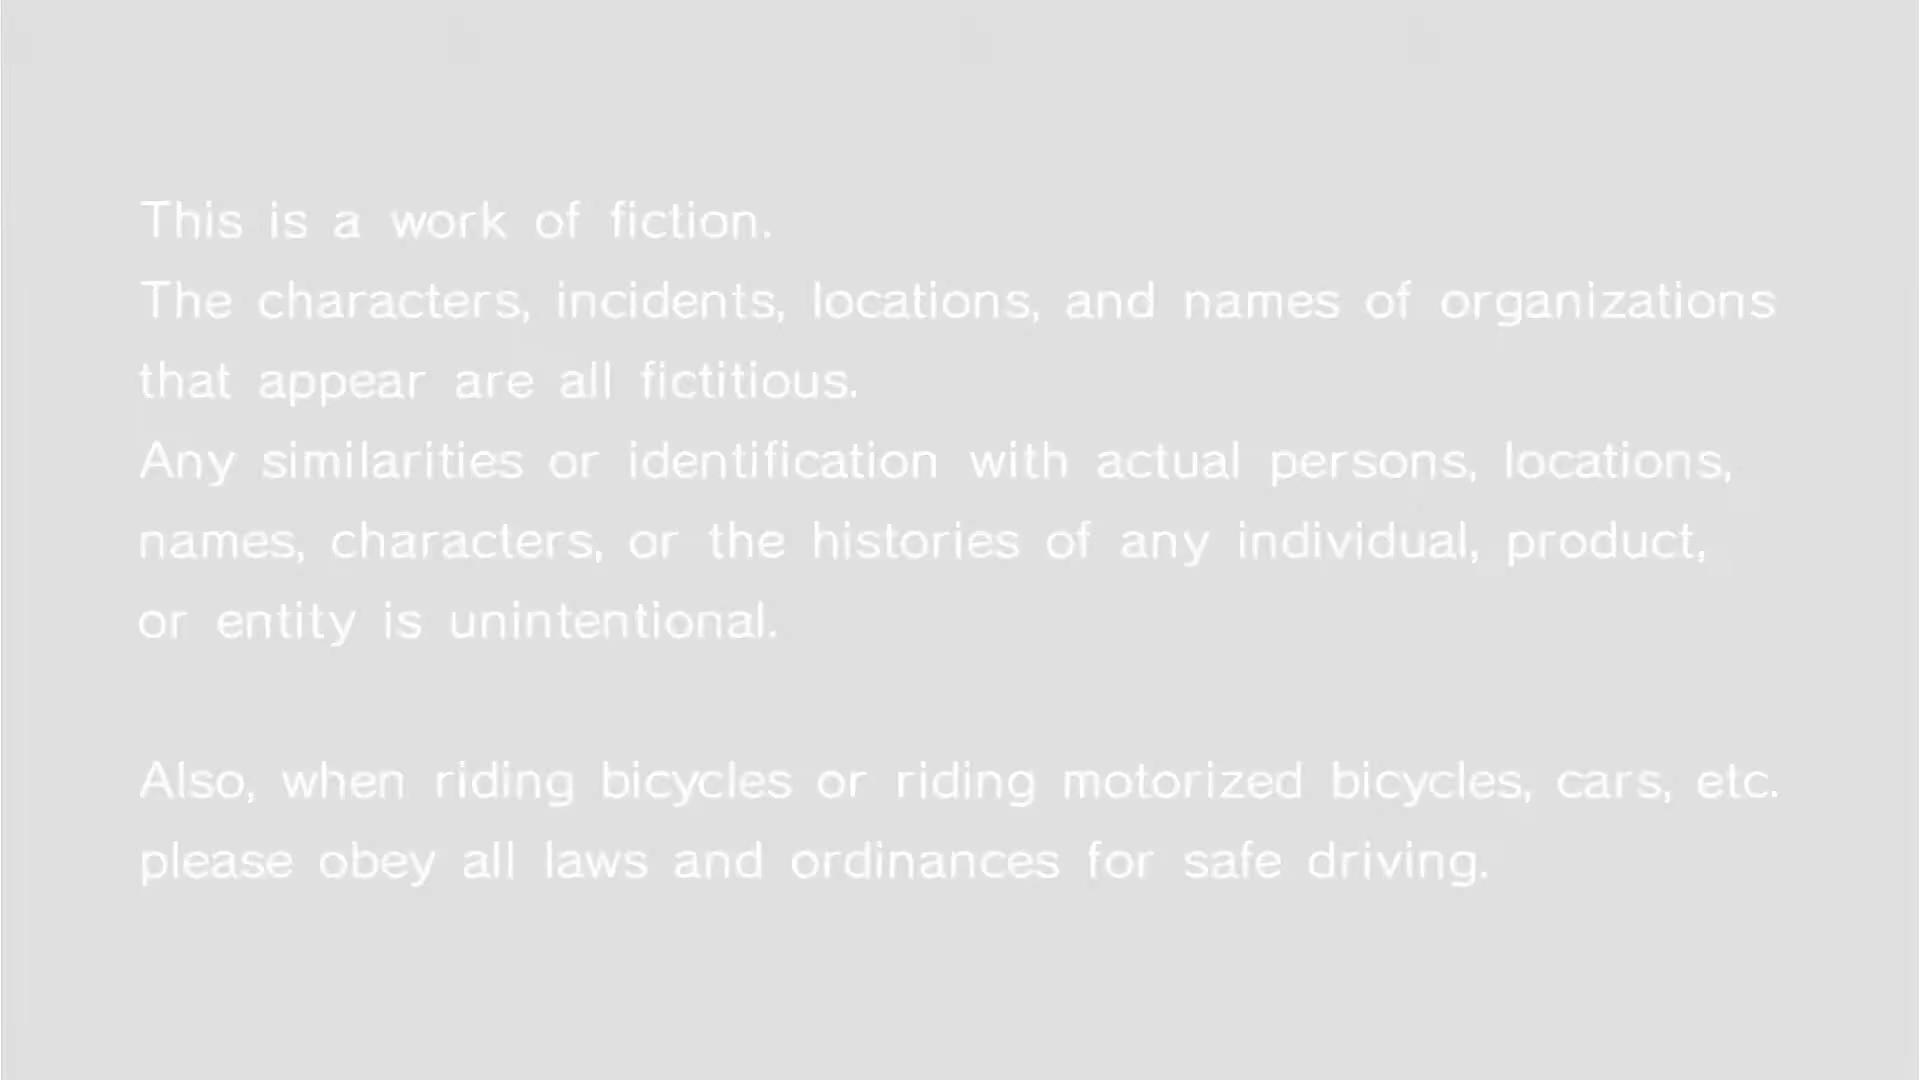 This is a work of fiction.
The characters, incidents, locations, and names of organizations
that appear are all fictitious.
Any similarities or identification with actual persons, locations,
names, characters, or the histories of any individual, product,
or entity is unintentional.
Also, when riding bicycles or riding motorized bicycles, cars, etc.
please obey all laws and ordinances for safe driving.